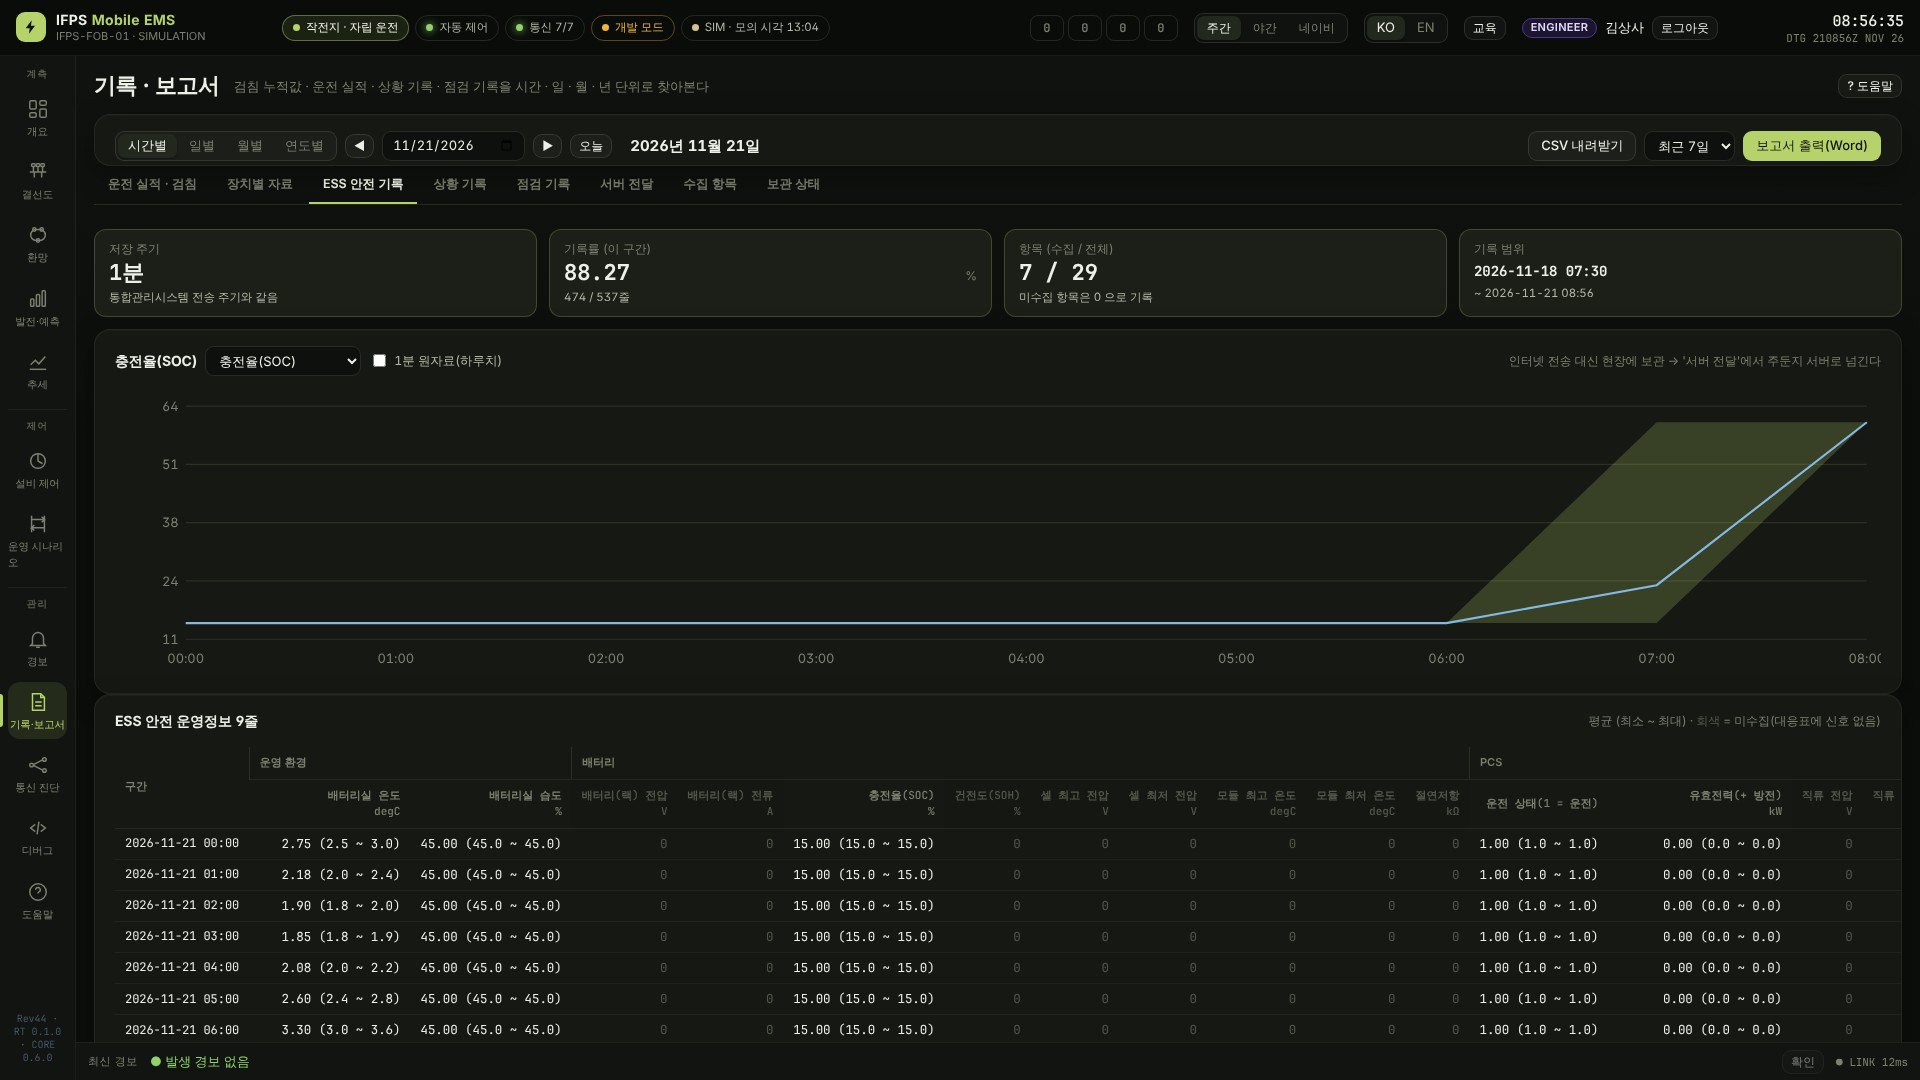 IFPS Mobile EMS
IFPS-FOB-01 · SIMULATION
작전지 · 자립 운전
자동 제어
통신 7/7
개발 모드
SIM · 모의 시각 13:04
0 0 0 0
주간 야간 네이비
KO EN
교육
ENGINEER 김상사 로그아웃
08:56:35
DTG 210856Z NOV 26
계측
개요
결선도
환망
발전·예측
추세
제어
설비 제어
운영 시나리
오
관리
경보
기록·보고서
통신 진단
디버그
도움말
Rev44 ·
RT 0.1.0
· CORE
0.6.0
기록 · 보고서 검침 누적값 · 운전 실적 · 상황 기록 · 점검 기록을 시간 · 일 · 월 · 년 단위로 찾아본다
? 도움말
시간별 일별 월별 연도별 ◀ 11/21/2026 ▶ 오늘 2026년 11월 21일
CSV 내려받기 최근 7일 보고서 출력(Word)
운전 실적 · 검침 장치별 자료 ESS 안전 기록 상황 기록 점검 기록 서버 전달 수집 항목 보관 상태
저장 주기
1분
통합관리시스템 전송 주기와 같음
기록률 (이 구간)
88.27 %
474 / 537줄
항목 (수집 / 전체)
7 / 29
미수집 항목은 0 으로 기록
기록 범위
2026-11-18 07:30
~ 2026-11-21 08:56
충전율(SOC) 충전율(SOC) 1분 원자료(하루치)
인터넷 전송 대신 현장에 보관 → '서버 전달'에서 주둔지 서버로 넘긴다
64
51
38
24
11
00:00 01:00 02:00 03:00 04:00 05:00 06:00 07:00 08:00
ESS 안전 운영정보 9줄
평균 (최소 ~ 최대) · 회색 = 미수집(대응표에 신호 없음)
구간 운영 환경 배터리 PCS
배터리실 온도 배터리실 습도 배터리(랙) 전압 배터리(랙) 전류 충전율(SOC) 건전도(SOH) 셀 최고 전압 셀 최저 전압 모듈 최고 온도 모듈 최저 온도 절연저항 운전 상태(1 = 운전) 유효전력(+ 방전) 직류 전압 직류
degC % V A % % V V degC degC kΩ kW V
2026-11-21 00:00 2.75 (2.5 ~ 3.0) 45.00 (45.0 ~ 45.0) 0 0 15.00 (15.0 ~ 15.0) 0 0 0 0 0 0 1.00 (1.0 ~ 1.0) 0.00 (0.0 ~ 0.0) 0
2026-11-21 01:00 2.18 (2.0 ~ 2.4) 45.00 (45.0 ~ 45.0) 0 0 15.00 (15.0 ~ 15.0) 0 0 0 0 0 0 1.00 (1.0 ~ 1.0) 0.00 (0.0 ~ 0.0) 0
2026-11-21 02:00 1.90 (1.8 ~ 2.0) 45.00 (45.0 ~ 45.0) 0 0 15.00 (15.0 ~ 15.0) 0 0 0 0 0 0 1.00 (1.0 ~ 1.0) 0.00 (0.0 ~ 0.0) 0
2026-11-21 03:00 1.85 (1.8 ~ 1.9) 45.00 (45.0 ~ 45.0) 0 0 15.00 (15.0 ~ 15.0) 0 0 0 0 0 0 1.00 (1.0 ~ 1.0) 0.00 (0.0 ~ 0.0) 0
2026-11-21 04:00 2.08 (2.0 ~ 2.2) 45.00 (45.0 ~ 45.0) 0 0 15.00 (15.0 ~ 15.0) 0 0 0 0 0 0 1.00 (1.0 ~ 1.0) 0.00 (0.0 ~ 0.0) 0
2026-11-21 05:00 2.60 (2.4 ~ 2.8) 45.00 (45.0 ~ 45.0) 0 0 15.00 (15.0 ~ 15.0) 0 0 0 0 0 0 1.00 (1.0 ~ 1.0) 0.00 (0.0 ~ 0.0) 0
2026-11-21 06:00 3.30 (3.0 ~ 3.6) 45.00 (45.0 ~ 45.0) 0 0 15.00 (15.0 ~ 15.0) 0 0 0 0 0 0 1.00 (1.0 ~ 1.0) 0.00 (0.0 ~ 0.0) 0
최신 경보 발생 경보 없음
확인 LINK 12ms